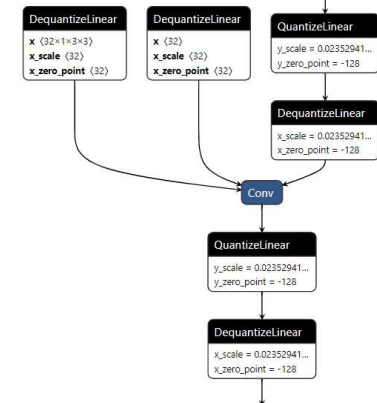 DequantizeLinear
x ⟨32×1×3×3⟩
x_scale ⟨32⟩
x_zero_point ⟨32⟩
DequantizeLinear
x ⟨32⟩
x_scale ⟨32⟩
x_zero_point ⟨32⟩
QuantizeLinear
y_scale = 0.02352941...
y_zero_point = -128
DequantizeLinear
x_scale = 0.02352941...
x_zero_point = -128
Conv
QuantizeLinear
y_scale = 0.02352941...
y_zero_point = -128
DequantizeLinear
x_scale = 0.02352941...
x_zero_point = -128